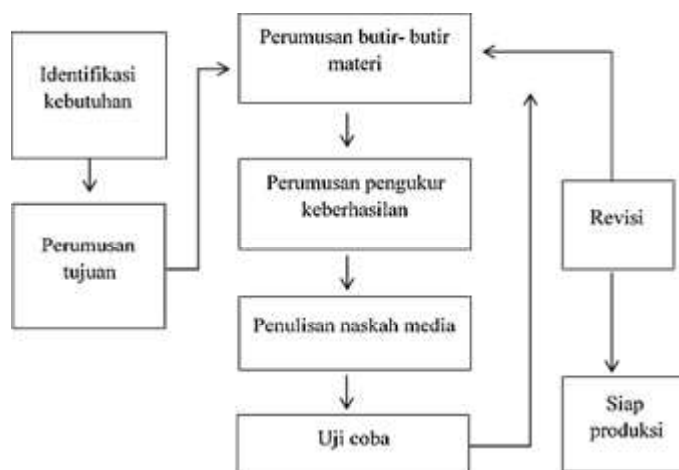 Identifikasi
kebutuhan
Perumusan
tujuan
Perumusan butir- butir
materi
Perumusan pengukur
keberhasilan
Penulisan naskah media
Uji coba
Revisi
Siap
produksi